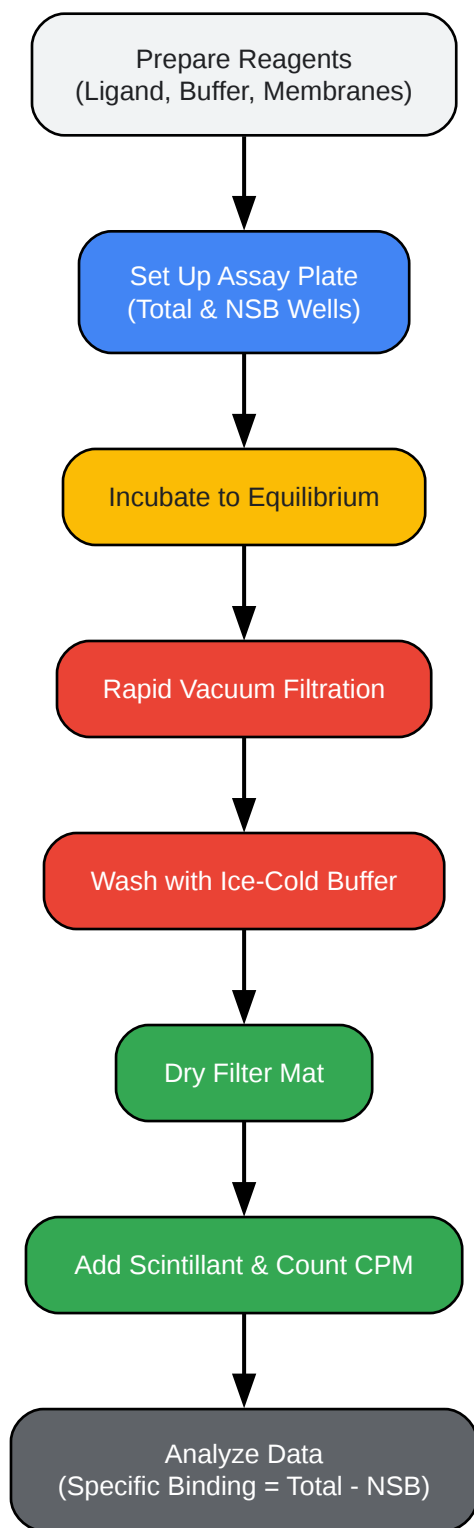 Prepare Reagents
(Ligand, Buffer, Membranes)
Set Up Assay Plate
(Total & NSB Wells)
Incubate to Equilibrium
Rapid Vacuum Filtration
Wash with Ice-Cold Buffer
Dry Filter Mat
Add Scintillant & Count CPM
Analyze Data
(Specific Binding = Total - NSB)